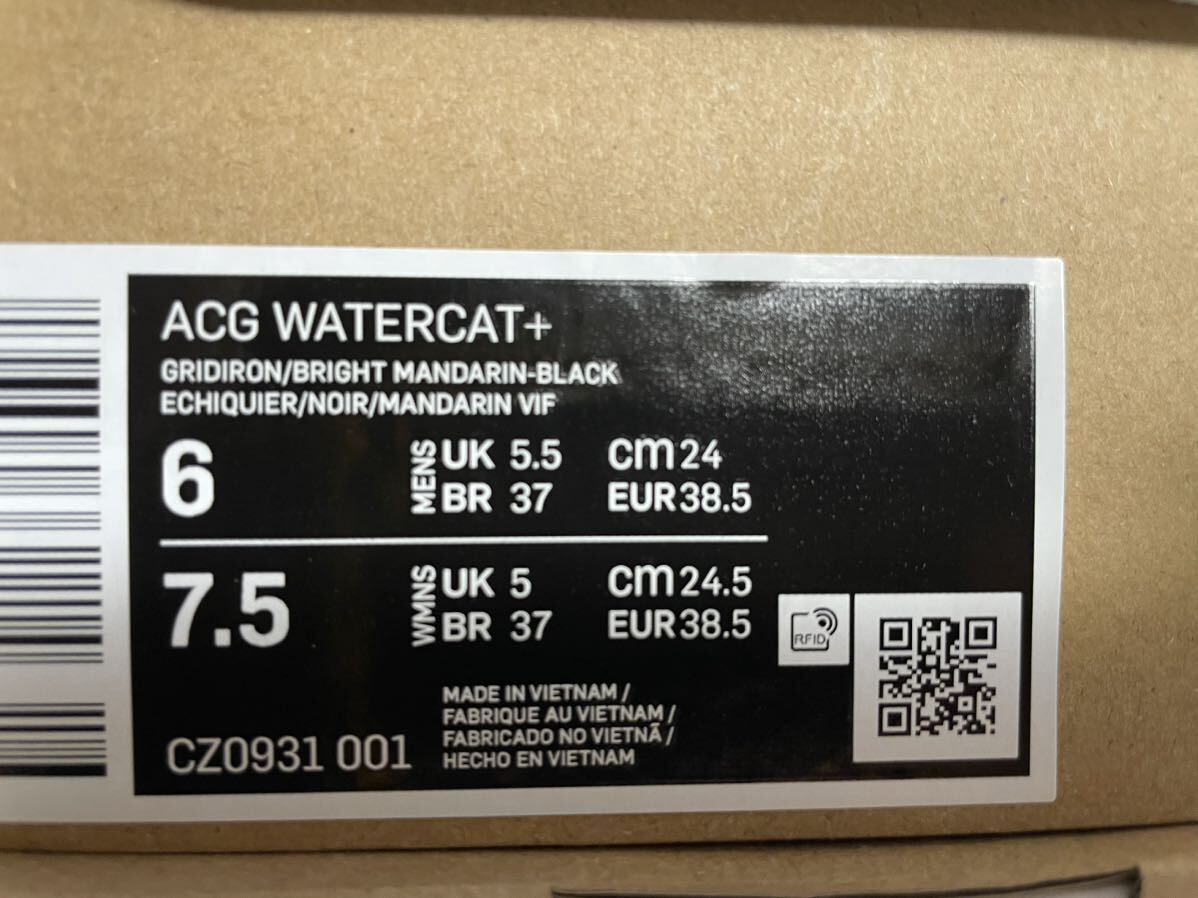 ACG WATERCAT+
GRIDIRON/BRIGHT MANDARIN-BLACK
ECHIQUIER/NOIR/MANDARIN VIF
6
MENS
UK 5.5 cm 24
BR 37 EUR 38.5
7.5
WMNS
UK 5 cm 24.5
BR 37 EUR 38.5
RFID
MADE IN VIETNAM /
FABRIQUE AU VIETNAM /
FABRICADO NO VIETNÃ /
HECHO EN VIETNAM
CZ0931 001